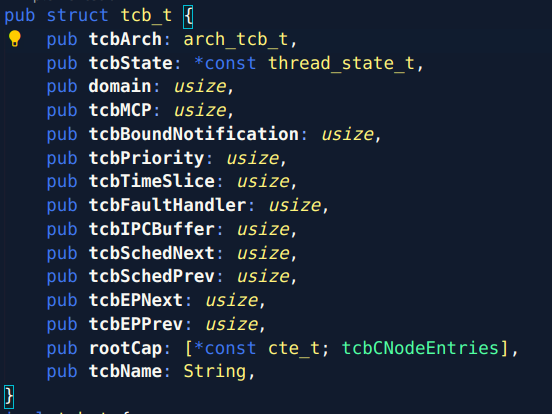 pub struct tcb_t {
pub tcbArch: arch_tcb_t,
pub tcbState: *const thread_state_t,
pub domain: usize,
pub tcbMCP: usize,
pub tcbBoundNotification: usize,
pub tcbPriority: usize,
pub tcbTimeSlice: usize,
pub tcbFaultHandler: usize,
pub tcbIPCBuffer: usize,
pub tcbSchedNext: usize,
pub tcbSchedPrev: usize,
pub tcbEPNext: usize,
pub tcbEPPrev: usize,
pub rootCap: [*const cte_t; tcbCNodeEntries],
pub tcbName: String,
}